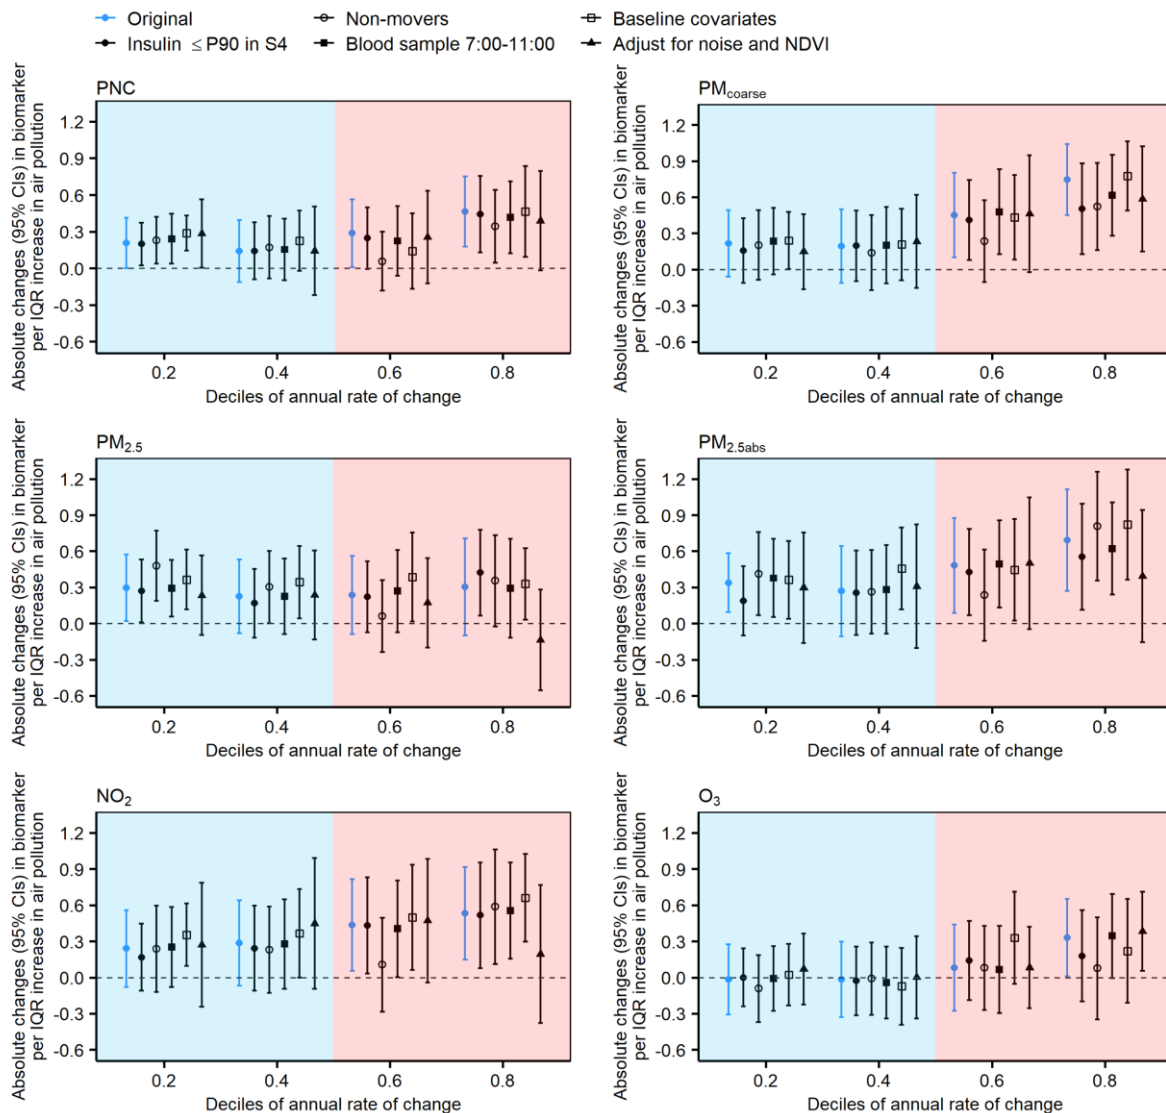 Original Non-movers Baseline covariates
Insulin ≤P90 in S4 Blood sample 7:00-11:00 Adjust for noise and NDVI
PNC
Absolute changes (95% CIs) in biomarker
per IQR increase in air pollution
1.2
0.9
0.6
0.3
0.0
-0.3
-0.6
0.2 0.4 0.6 0.8
Deciles of annual rate of change
PMcoarse
Absolute changes (95% CIs) in biomarker
per IQR increase in air pollution
1.2
0.9
0.6
0.3
0.0
-0.3
-0.6
0.2 0.4 0.6 0.8
Deciles of annual rate of change
PM2.5
Absolute changes (95% CIs) in biomarker
per IQR increase in air pollution
1.2
0.9
0.6
0.3
0.0
-0.3
-0.6
0.2 0.4 0.6 0.8
Deciles of annual rate of change
PM2.5abs
Absolute changes (95% CIs) in biomarker
per IQR increase in air pollution
1.2
0.9
0.6
0.3
0.0
-0.3
-0.6
0.2 0.4 0.6 0.8
Deciles of annual rate of change
NO2
Absolute changes (95% CIs) in biomarker
per IQR increase in air pollution
1.2
0.9
0.6
0.3
0.0
-0.3
-0.6
0.2 0.4 0.6 0.8
Deciles of annual rate of change
O3
Absolute changes (95% CIs) in biomarker
per IQR increase in air pollution
1.2
0.9
0.6
0.3
0.0
-0.3
-0.6
0.2 0.4 0.6 0.8
Deciles of annual rate of change